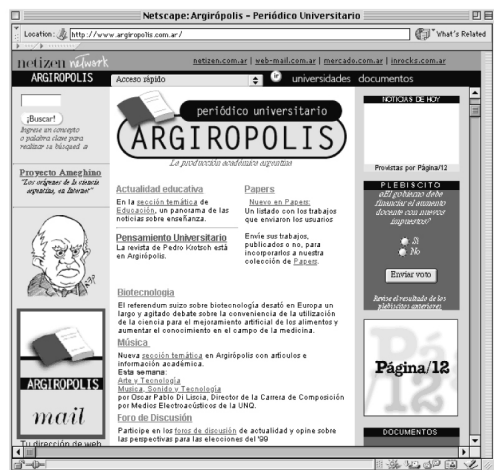 Netscape: Argirópolis - Periódico Universitario
Location: http://www.argiropolis.com.ar/
What's Related
netizen network
netizen.com.ar | web-mail.com.ar | mercado.com.ar | inrocks.com.ar
ARGIROPOLIS
Acceso rápido
ir
universidades documentos
¡Buscar!
Ingrese un concepto
o palabra clave para
realizar su búsqueda
Proyecto Ameghino
"Los orígenes de la ciencia
argentina, en Internet"
ARGIROPOLIS
mail
Tu dirección de web
periódico universitario
ARGIROPOLIS
La producción académica argentina
Actualidad educativa
En la sección temática de
Educación, un panorama de las
noticias sobre enseñanza.
Pensamiento Universitario
La revista de Pedro Krotsch está
en Argirópolis.
Papers
Nuevo en Papers:
Un listado con los trabajos
que enviaron los usuarios
Envíe sus trabajos,
publicados o no, para
incorporarlos a nuestra
colección de Papers.
Biotecnología
El referendum suizo sobre biotecnología desató en Europa un
largo y agitado debate sobre la conveniencia de la utilización
de la ciencia para el mejoramiento artificial de los alimentos y
aumentar el conocimiento en el campo de la medicina.
Música
Nueva sección temática en Argirópolis con artículos e
información académica.
Esta semana:
Arte y Tecnología
Musica, Sonido y Tecnología
por Oscar Pablo Di Liscia, Director de la Carrera de Composición
por Medios Electroacústicos de la UNQ.
Foro de Discusión
Participe en los foros de discusión de actualidad y opine sobre
las perspectivas para las elecciones del '99
NOTICIAS DE HOY
Provistas por Página/12
PLEBISCITO
¿El gobierno debe
financiar el aumento
docente con nuevos
impuestos?
Sí
No
Enviar voto
Revise el resultado de los
plebiscitos anteriores
Página/12
DOCUMENTOS